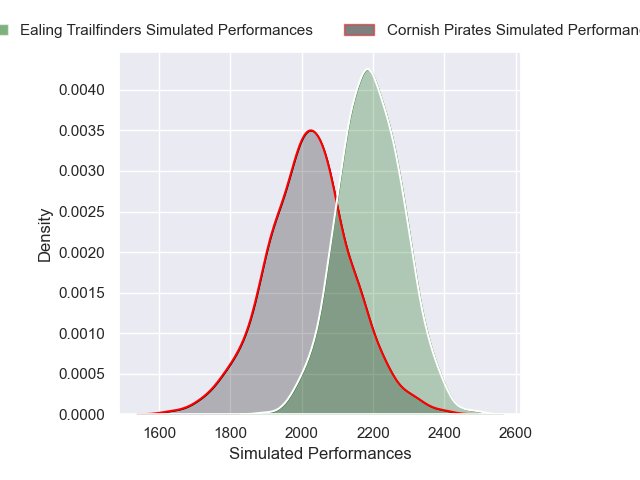 Ealing Trailfinders Simulated Performances
Cornish Pirates Simulated
0.0040
0.0035
0.0030
0.0025
0.0020
0.0015
0.0010
0.0005
0.0000
Density
1600 1800 2000 2200 2400 2600
Simulated Performances